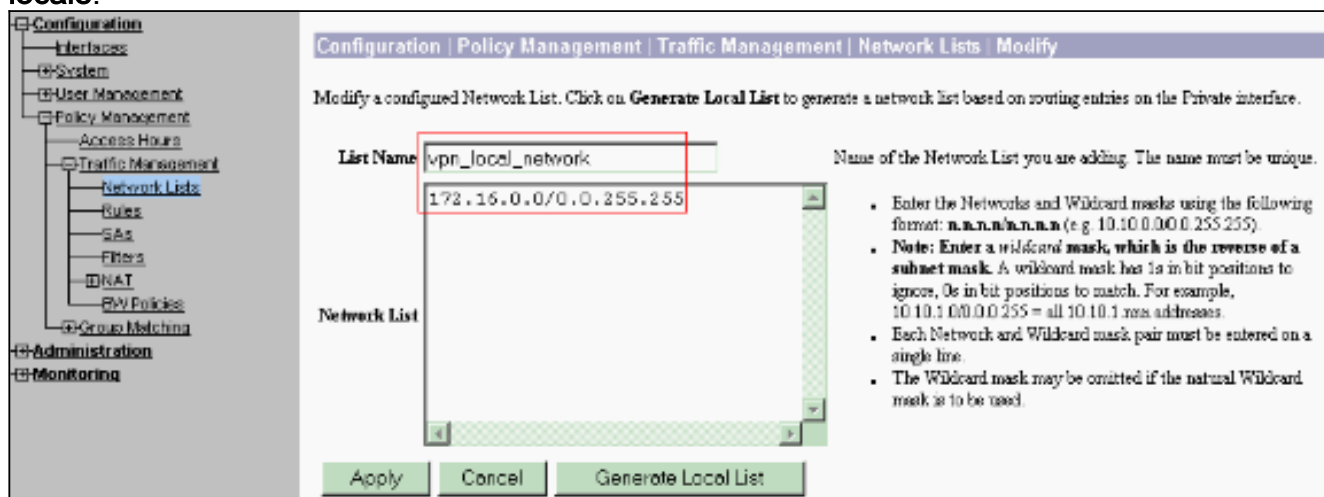 locale.
Configuration
Interfaces
System
User Management
Policy Management
Access Hours
Traffic Management
Network Lists
Rules
SAs
Filters
NAT
BW Policies
Group Matching
Administration
Monitoring
Configuration | Policy Management | Traffic Management | Network Lists | Modify
Modify a configured Network List. Click on Generate Local List to generate a network list based on routing entries on the Private interface.
List Name
vpn_local_network
Name of the Network List you are adding. The name must be unique.
Network List
172.16.0.0/0.0.255.255
• Enter the Networks and Wildcard masks using the following
format: n.n.n.n/n.n.n.n (e.g. 10.10.0.0/0.0.255.255).
• Note: Enter a wildcard mask, which is the reverse of a
subnet mask. A wildcard mask has 1s in bit positions to
ignore, 0s in bit positions to match. For example,
10.10.1.0/0.0.0.255 = all 10.10.1.nnn addresses.
• Each Network and Wildcard mask pair must be entered on a
single line.
• The Wildcard mask may be omitted if the natural Wildcard
mask is to be used.
Apply
Cancel
Generate Local List